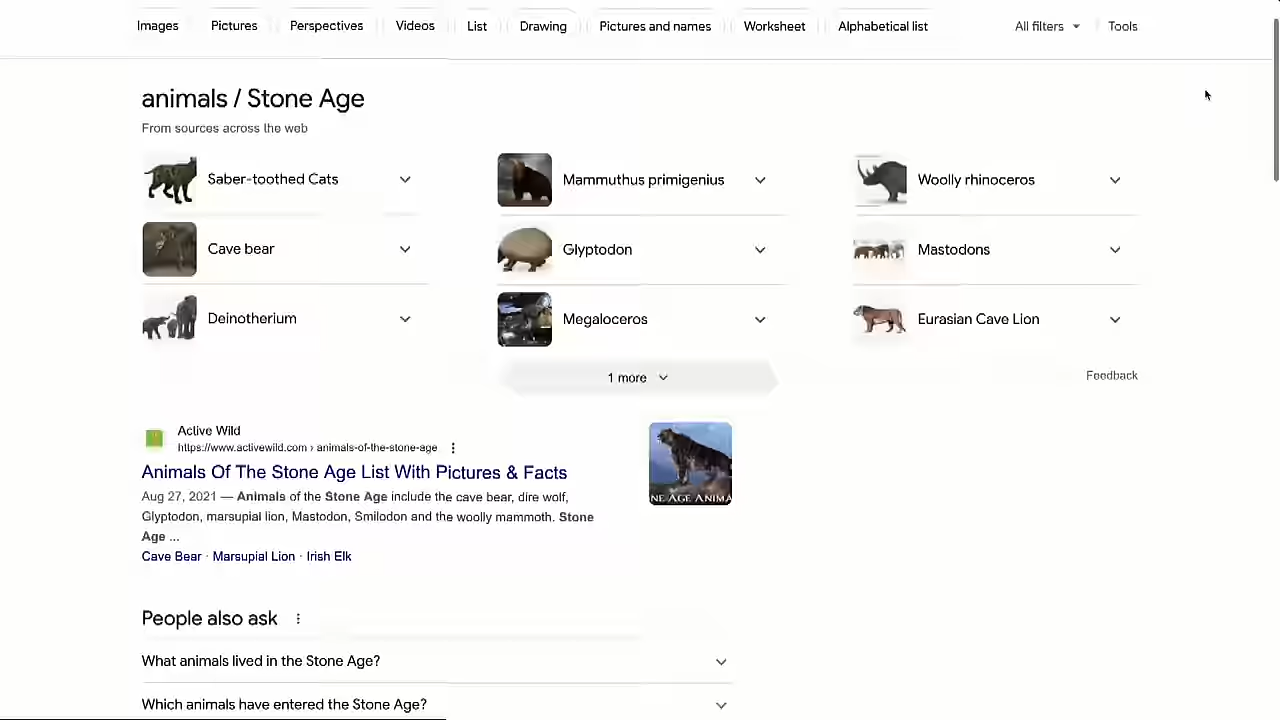 Images Pictures Perspectives Videos List Drawing Pictures and names Worksheet Alphabetical list All filters Tools
animals / Stone Age
From sources across the web
Saber-toothed Cats Mammuthus primigenius Woolly rhinoceros
Cave bear Glyptodon Mastodons
Deinotherium Megaloceros Eurasian Cave Lion
1 more
Feedback
Active Wild
https://www.activewild.com › animals-of-the-stone-age
Animals Of The Stone Age List With Pictures & Facts
Aug 27, 2021 — Animals of the Stone Age include the cave bear, dire wolf,
Glyptodon, marsupial lion, Mastodon, Smilodon and the woolly mammoth. Stone
Age ...
Cave Bear · Marsupial Lion · Irish Elk
NE AGE ANIMA
People also ask
What animals lived in the Stone Age?
Which animals have entered the Stone Age?